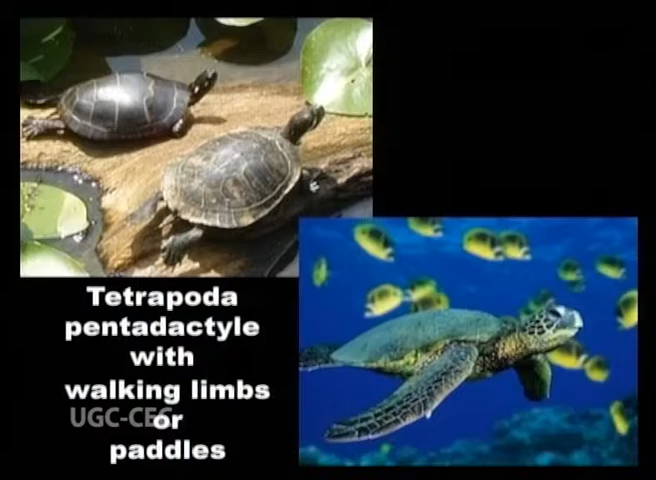 Tetrapoda
pentadactyle
with
walking limbs
UGC-CEC
or
paddles